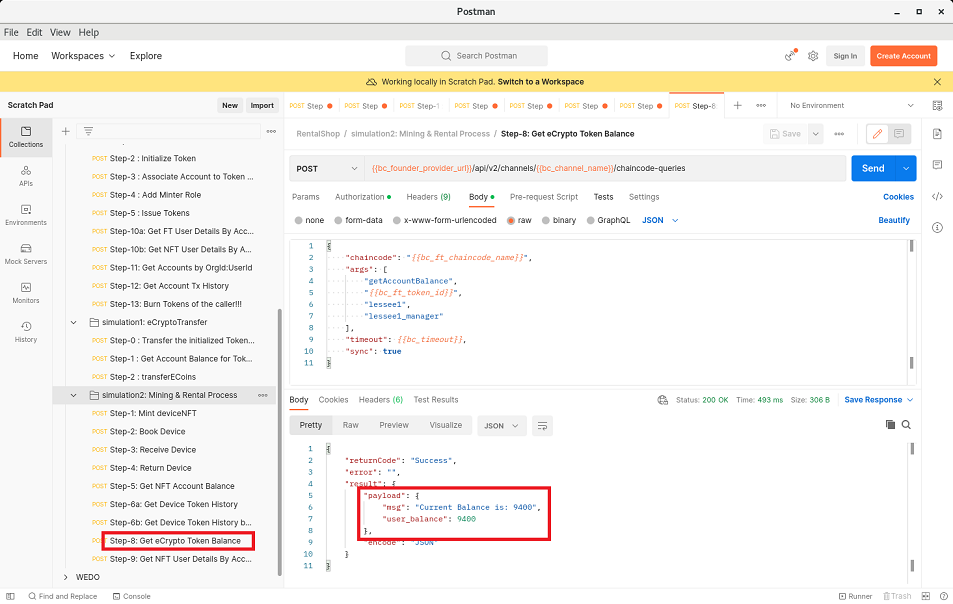 Postman
File Edit View Help
Home Workspaces Explore Search Postman Sign In Create Account
Working locally in Scratch Pad. Switch to a Workspace
Scratch Pad New Import
POST Step POST Step POST Step-1 POST Step POST Step POST Step POST Step POST Step-8 No Environment
Collections
APIs
Environments
Mock Servers
Monitors
History
POST Step-2 : Initialize Token
POST Step-3 : Associate Account to Token ...
POST Step-4 : Add Minter Role
POST Step-5 : Issue Tokens
POST Step-10a: Get FT User Details By Acc...
POST Step-10b: Get NFT User Details By A...
POST Step-11: Get Accounts by OrgId:UserId
POST Step-12: Get Account Tx History
POST Step-13: Burn Tokens of the caller!!!
simulation1: eCryptoTransfer
POST Step-0 : Transfer the initialized Token...
POST Step-1 : Get Account Balance for Tok...
POST Step-2 : transferECoins
simulation2: Mining & Rental Process
POST Step-1: Mint deviceNFT
POST Step-2: Book Device
POST Step-3: Receive Device
POST Step-4: Return Device
POST Step-5: Get NFT Account Balance
POST Step-6a: Get Device Token History
POST Step-6b: Get Device Token History b...
POST Step-8: Get eCrypto Token Balance
POST Step-9: Get NFT User Details By Acc...
WEDO
RentalShop / simulation2: Mining & Rental Process / Step-8: Get eCrypto Token Balance Save
POST {{bc_founder_provider_url}}/api/v2/channels/{{bc_channel_name}}/chaincode-queries Send
Params Authorization Headers (9) Body Pre-request Script Tests Settings Cookies
none form-data x-www-form-urlencoded raw binary GraphQL JSON Beautify
1 {
2 "chaincode": "{{bc_ft_chaincode_name}}",
3 "args": [
4 "getAccountBalance",
5 "{{bc_ft_token_id}}",
6 "lessee1",
7 "lessee1_manager"
8 ],
9 "timeout": {{bc_timeout}},
10 "sync": true
11 }
Body Cookies Headers (6) Test Results Status: 200 OK Time: 493 ms Size: 306 B Save Response
Pretty Raw Preview Visualize JSON
1 {
2 "returnCode": "Success",
3 "error": "",
4 "result": {
5 "payload": {
6 "msg": "Current Balance is: 9400",
7 "user_balance": 9400
8 },
9 "encode": "JSON"
10 }
11 }
Find and Replace Console Runner Trash